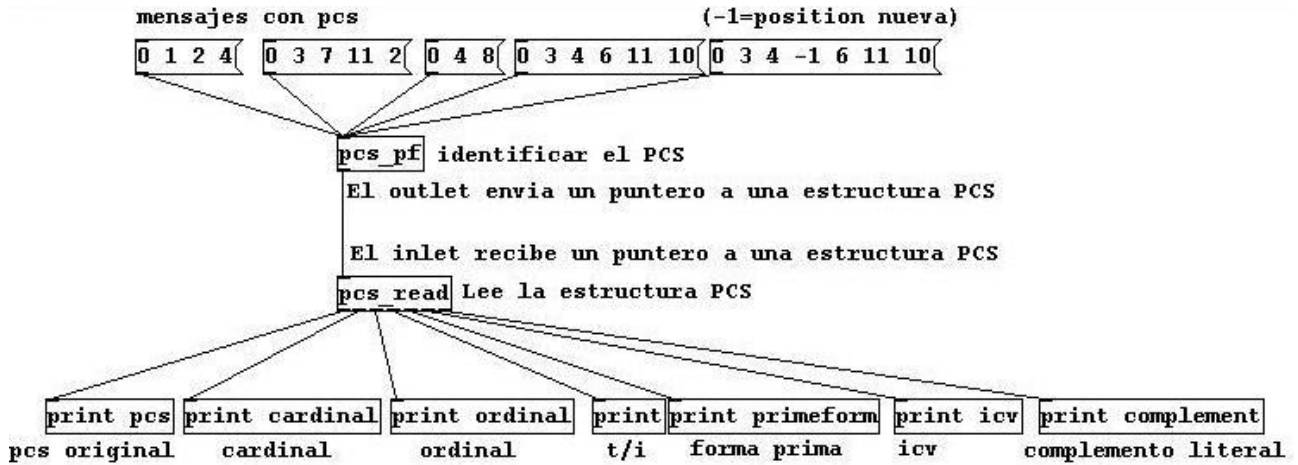 mensajes con pcs (-1=position nueva)
0 1 2 4 0 3 7 11 2 0 4 8 0 3 4 6 11 10 0 3 4 -1 6 11 10
pcs_pf identificar el PCS
El outlet envia un puntero a una estructura PCS
El inlet recibe un puntero a una estructura PCS
pcs_read Lee la estructura PCS
print pcs print cardinal print ordinal print print primeform print icv print complement
pcs original cardinal ordinal t/i forma prima icv complemento literal